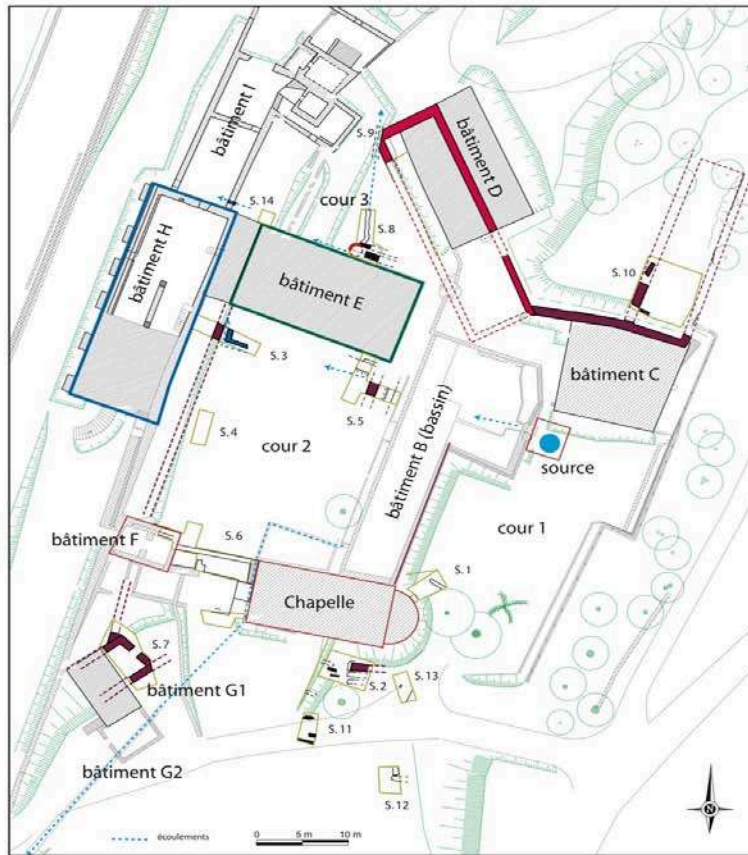 bâtiment I
S. 9
bâtiment D
cour 3
S. 14
S. 8
bâtiment H
bâtiment E
S. 10
S. 3
bâtiment C
S. 5
S. 4
cour 2
bâtiment B (bassin)
source
cour 1
bâtiment F
S. 6
S. 1
Chapelle
S. 7
bâtiment G1
S. 2
S. 13
S. 11
bâtiment G2
S. 12
N
écoulements
0 5 m 10 m